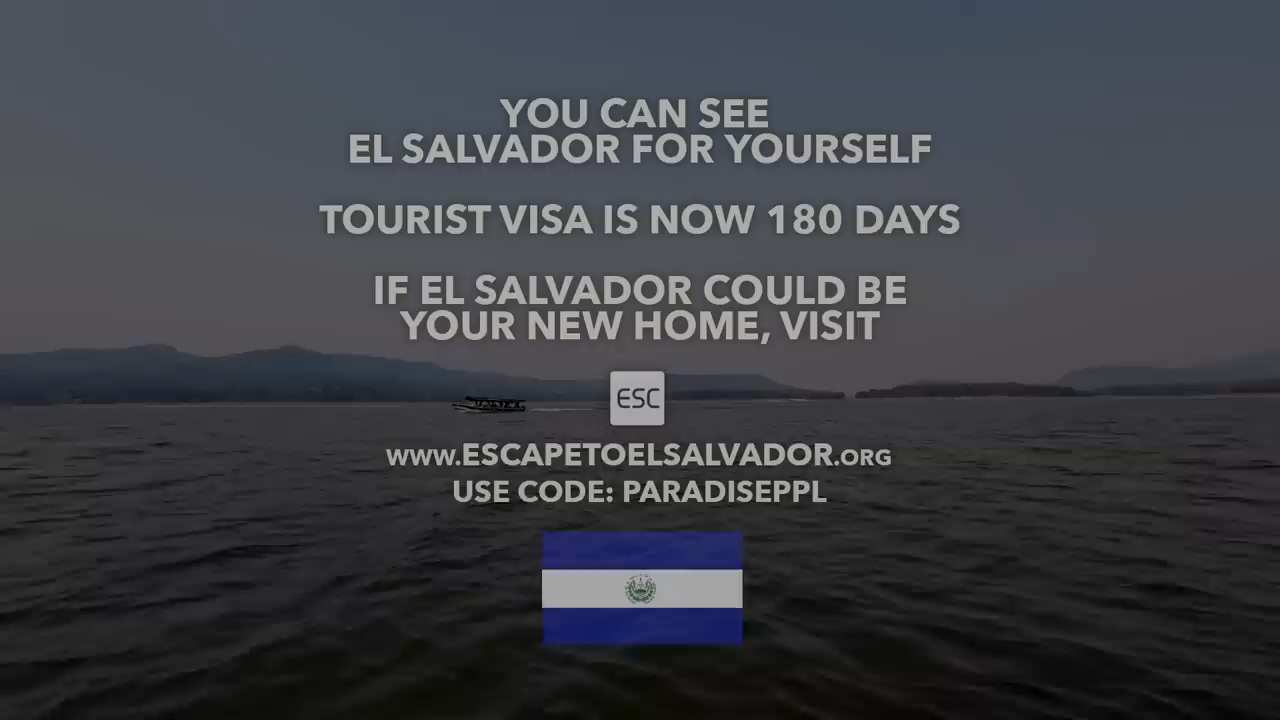 YOU CAN SEE
EL SALVADOR FOR YOURSELF
TOURIST VISA IS NOW 180 DAYS
IF EL SALVADOR COULD BE
YOUR NEW HOME, VISIT
ESC
WWW.ESCAPETOELSALVADOR.ORG
USE CODE: PARADISEPPL